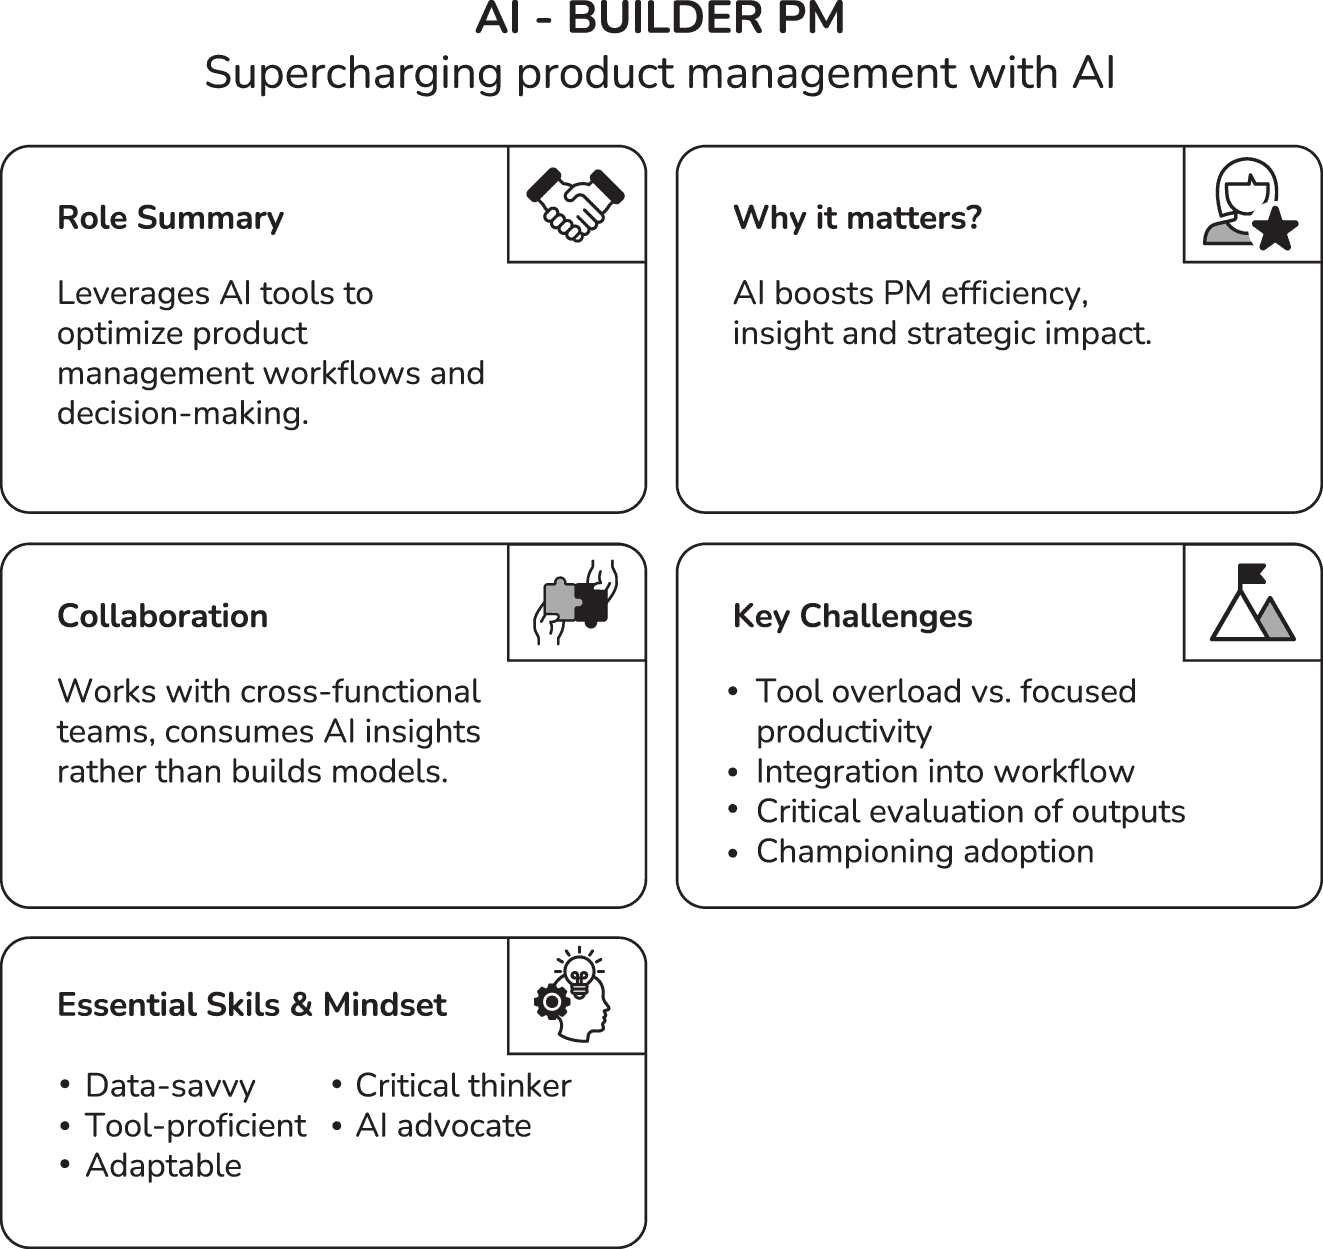 AI - BUILDER PM
Supercharging product management with AI
Role Summary
Leverages AI tools to
optimize product
management workflows and
decision-making.
Why it matters?
AI boosts PM efficiency,
insight and strategic impact.
Collaboration
Works with cross-functional
teams, consumes AI insights
rather than builds models.
Key Challenges
• Tool overload vs. focused
productivity
• Integration into workflow
• Critical evaluation of outputs
• Championing adoption
Essential Skils & Mindset
• Data-savvy
• Tool-proficient
• Adaptable
• Critical thinker
• AI advocate